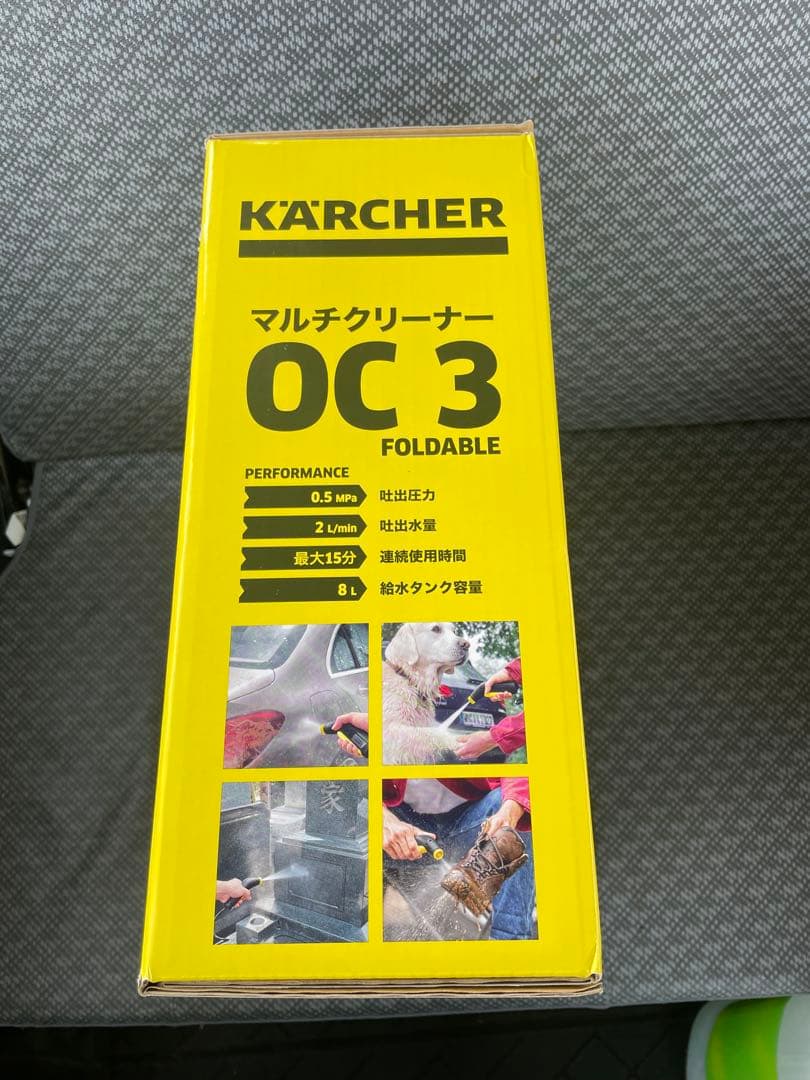 KÄRCHER
マルチクリーナー
OC 3
FOLDABLE
PERFORMANCE
0.5 MPa 吐出圧力
2 L/min 吐出水量
最大15分 連続使用時間
8 L 給水タンク容量
家